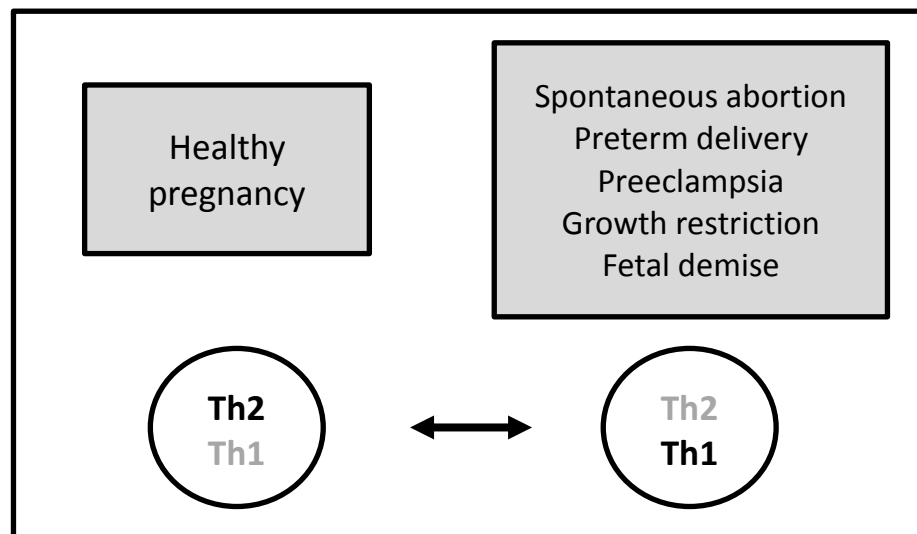 Healthy
pregnancy
Spontaneous abortion
Preterm delivery
Preeclampsia
Growth restriction
Fetal demise
Th2
Th1
Th2
Th1